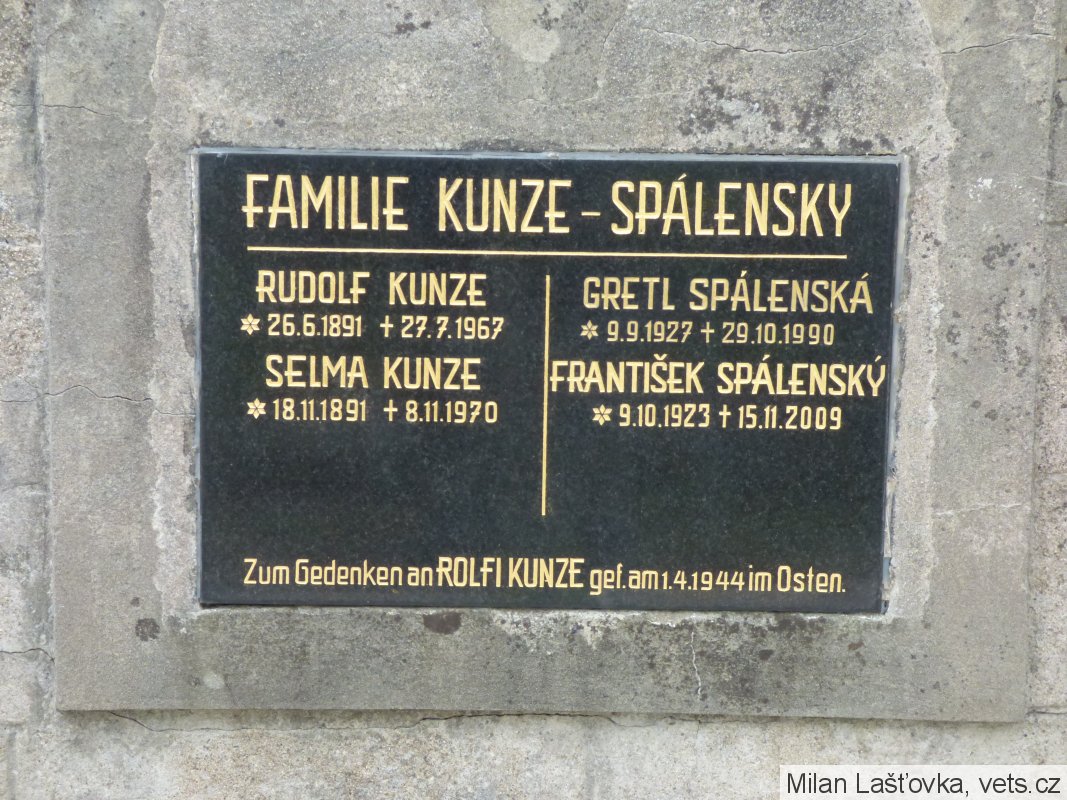 FAMILIE KUNZE – SPÁLENSKY
RUDOLF KUNZE
* 26.6.1891 ✝ 27.7.1967
SELMA KUNZE
* 18.11.1891 ✝ 8.11.1970
GRETL SPÁLENSKÁ
* 9.9.1927 ✝ 29.10.1990
FRANTIŠEK SPÁLENSKÝ
* 9.10.1923 ✝ 15.11.2009
Zum Gedenken an ROLFI KUNZE gef. am 1.4.1944 im Osten.
Milan Lašťovka, vets.cz